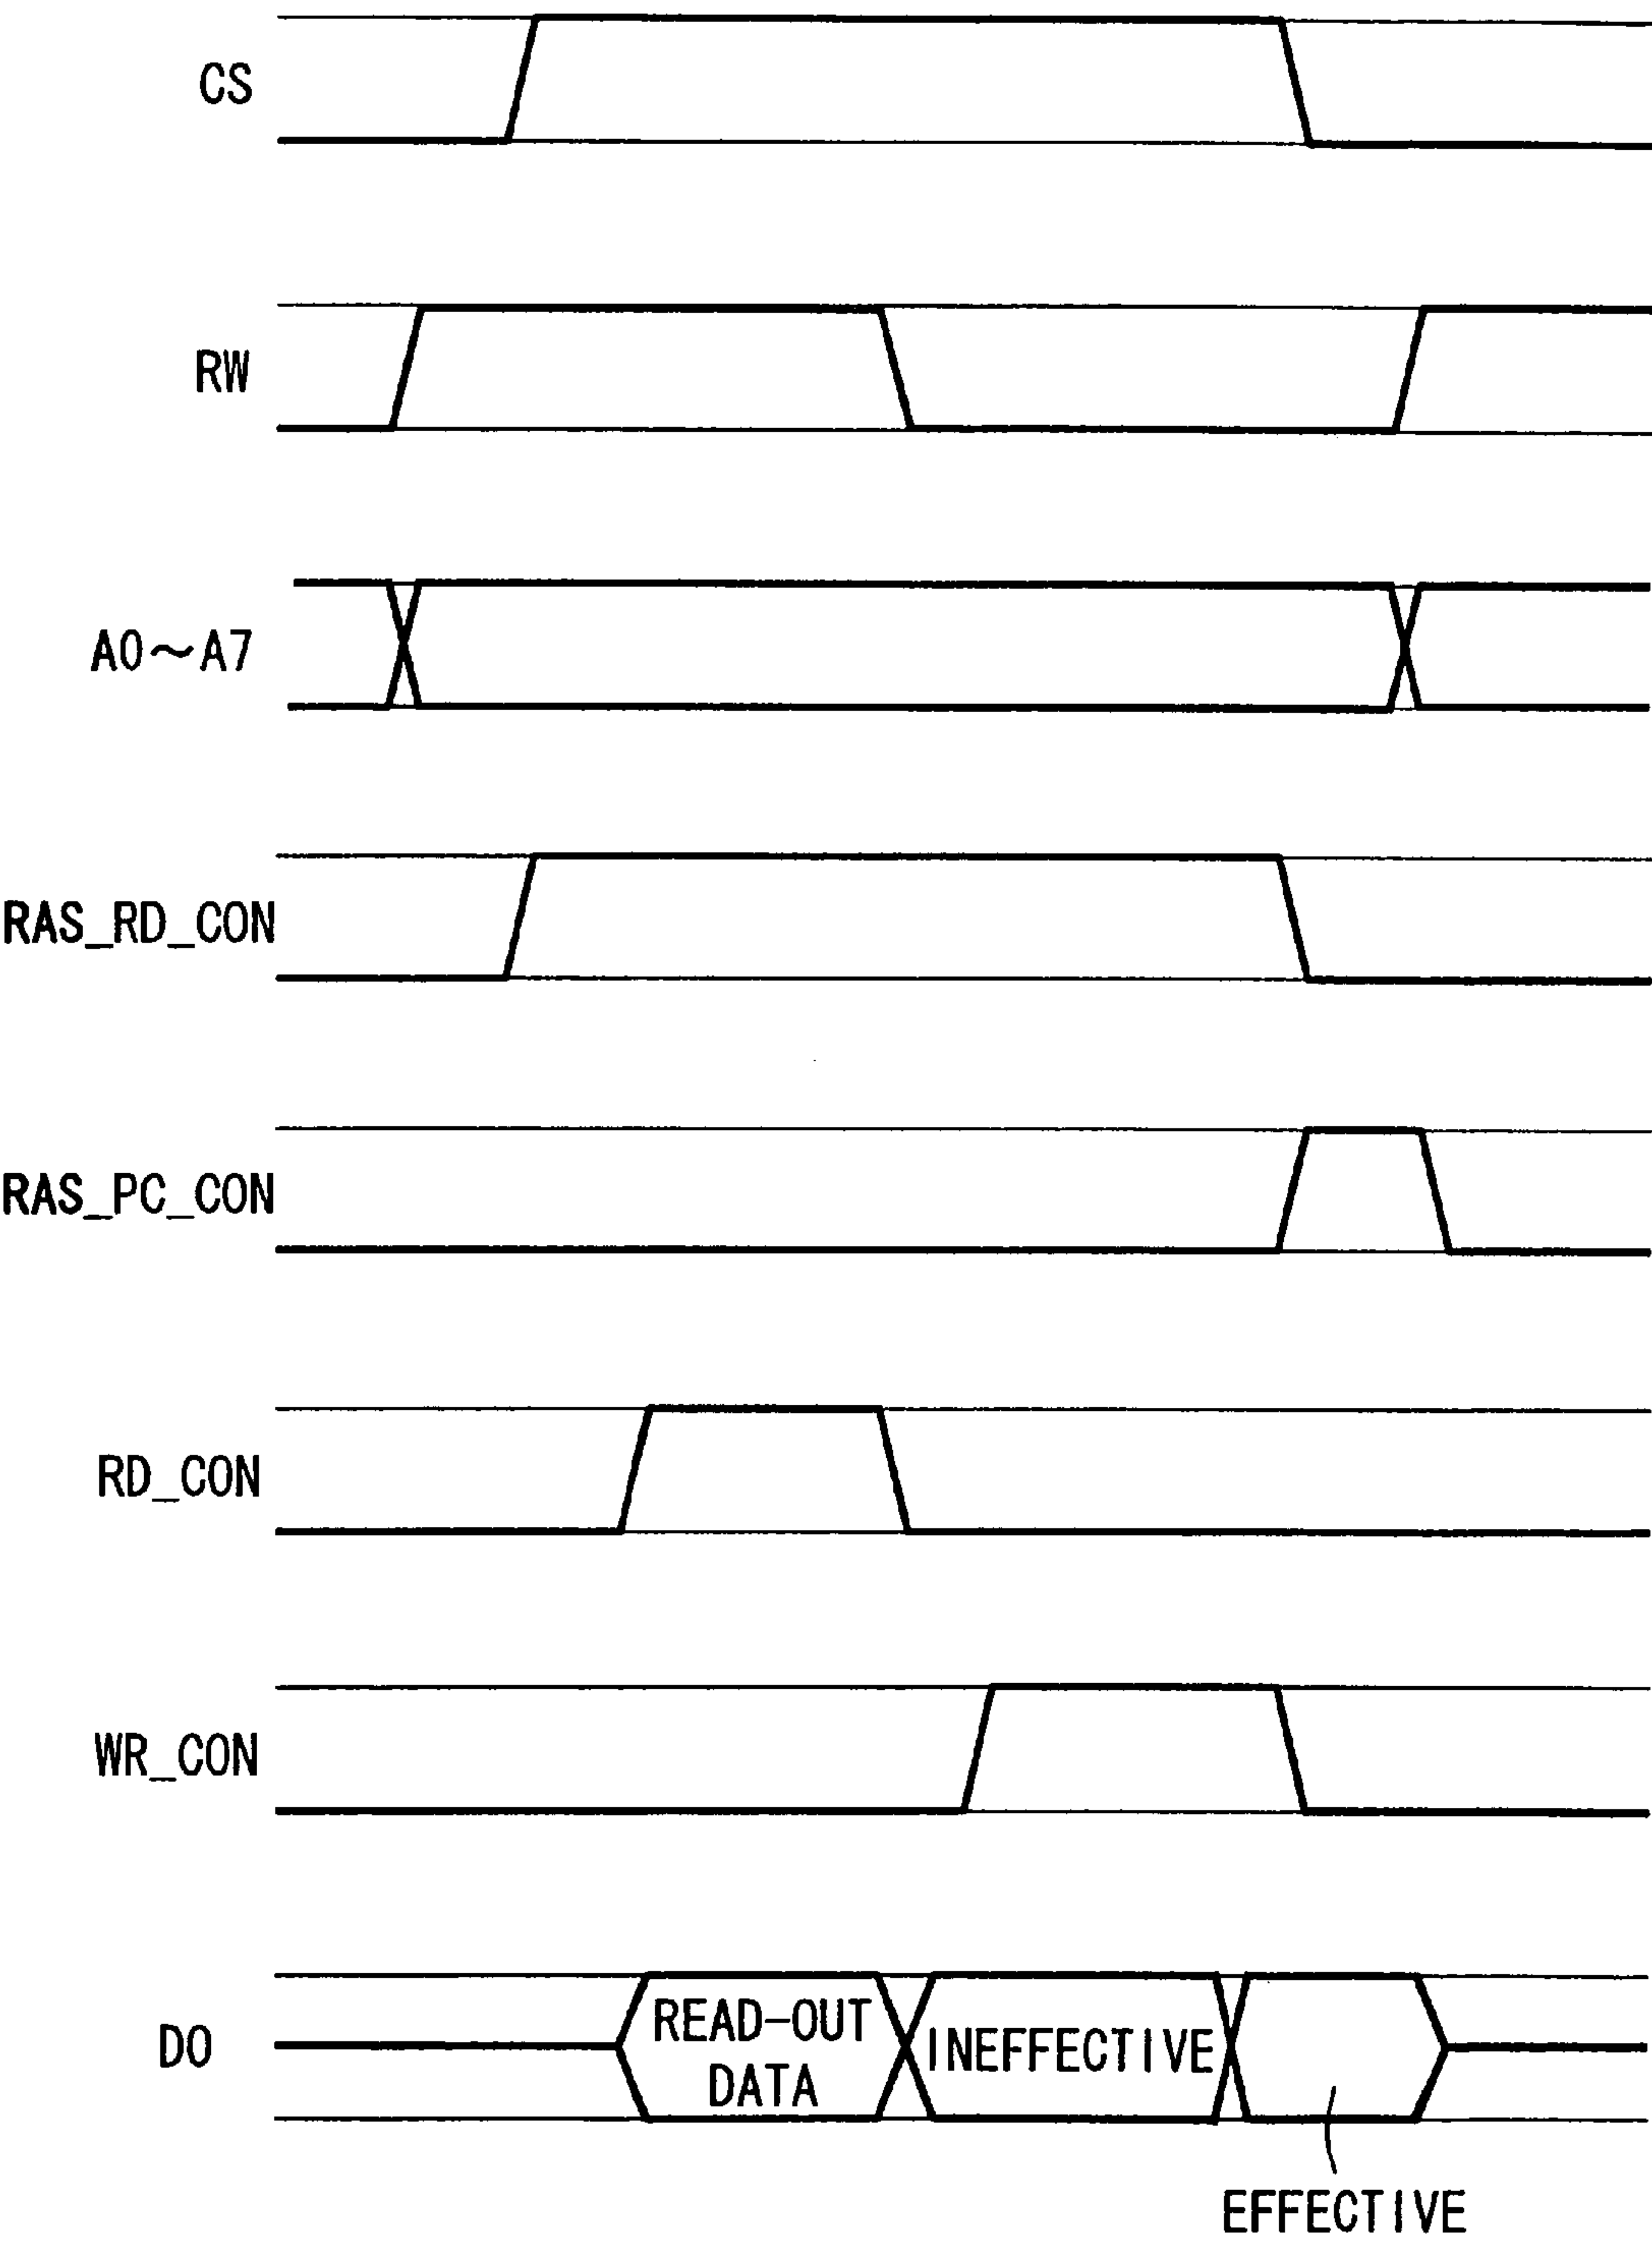 CS
RW
A0～A7
RAS_RD_CON
RAS_PC_CON
RD_CON
WR_CON
DO
READ-OUT
DATA
INEFFECTIVE
EFFECTIVE